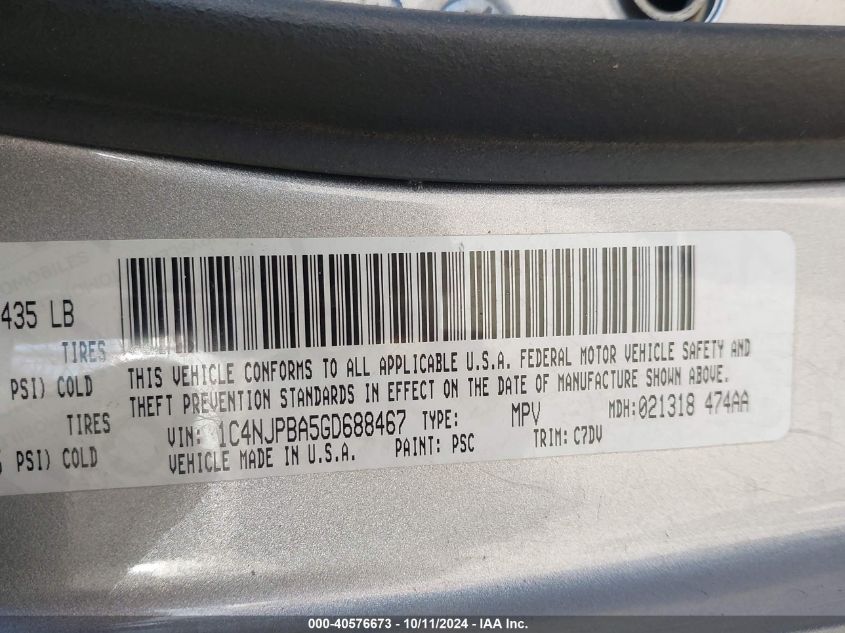 435 LB
TIRES
PSI) COLD
TIRES
PSI) COLD
THIS VEHICLE CONFORMS TO ALL APPLICABLE U.S.A. FEDERAL MOTOR VEHICLE SAFETY AND
THEFT PREVENTION STANDARDS IN EFFECT ON THE DATE OF MANUFACTURE SHOWN ABOVE.
VIN: 1C4NJPBA5GD688467 TYPE: MPV MDH:021318 474AA
VEHICLE MADE IN U.S.A. PAINT: PSC TRIM: C7DV
000-40576673 - 10/11/2024 - IAA Inc.